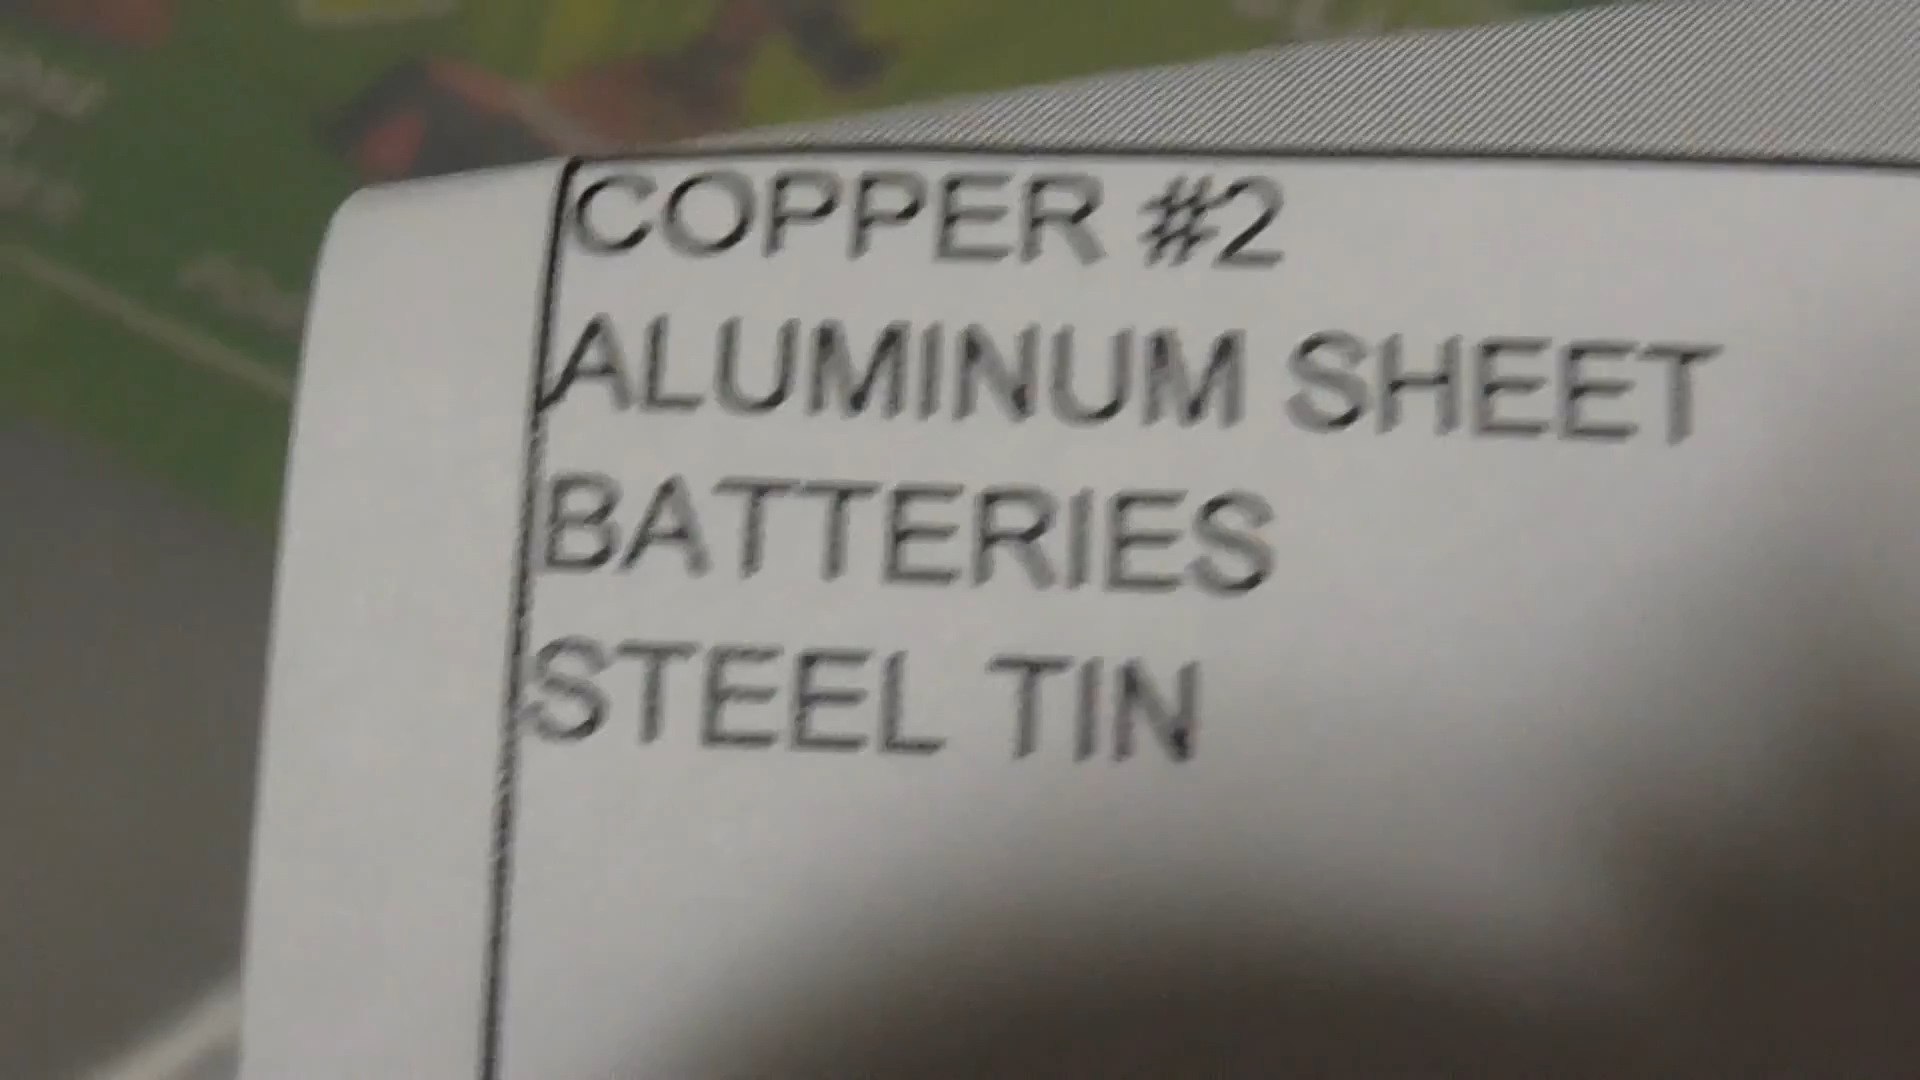 COPPER #2
ALUMINUM SHEET
BATTERIES
STEEL TIN